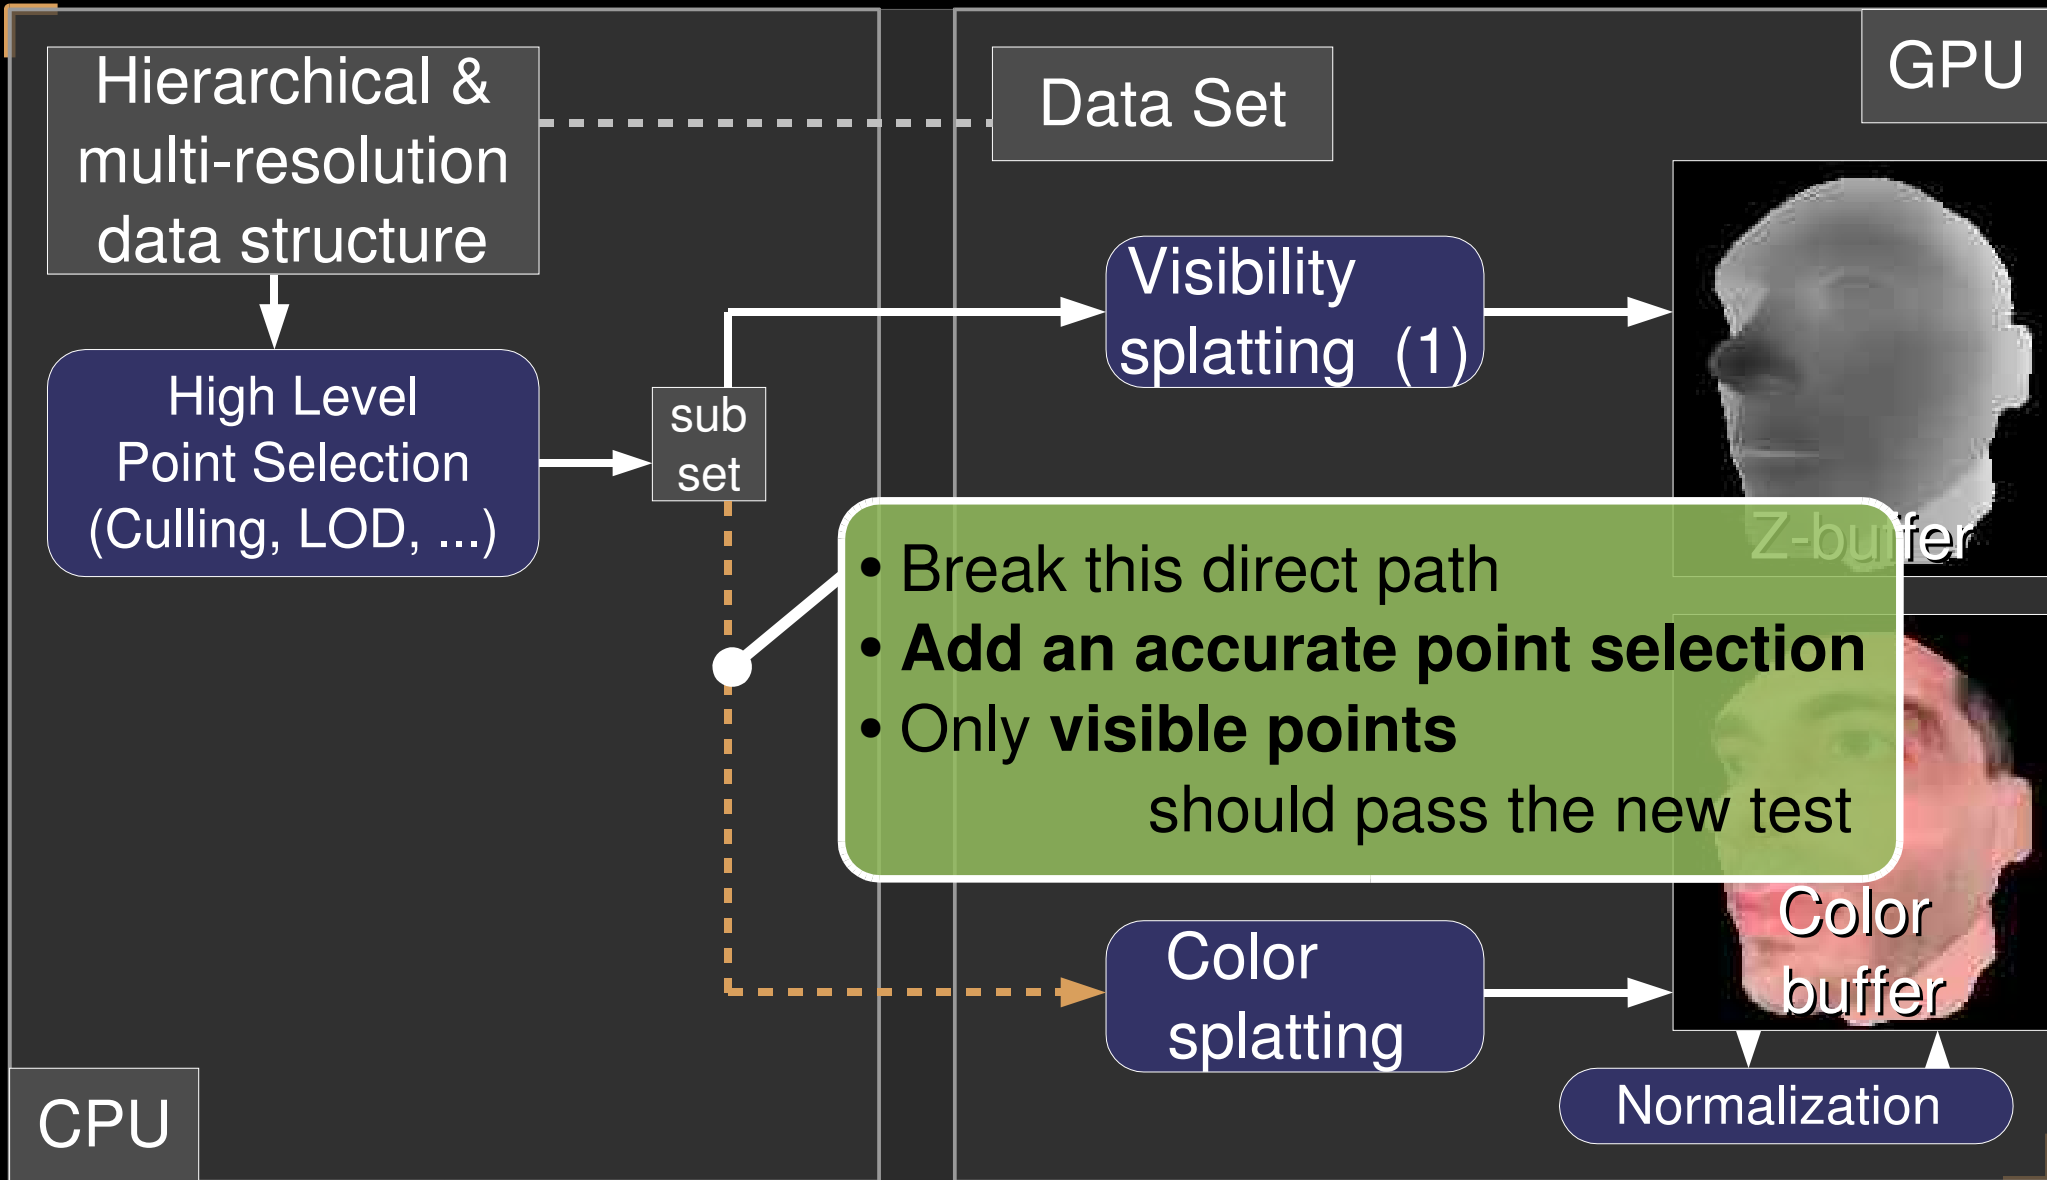 Hierarchical &
multi-resolution
data structure
Data Set
GPU
Visibility
splatting (1)
High Level
Point Selection
(Culling, LOD, ...)
sub
set
Z-buffer
• Break this direct path
• Add an accurate point selection
• Only visible points
should pass the new test
Color
buffer
Color
splatting
Normalization
CPU